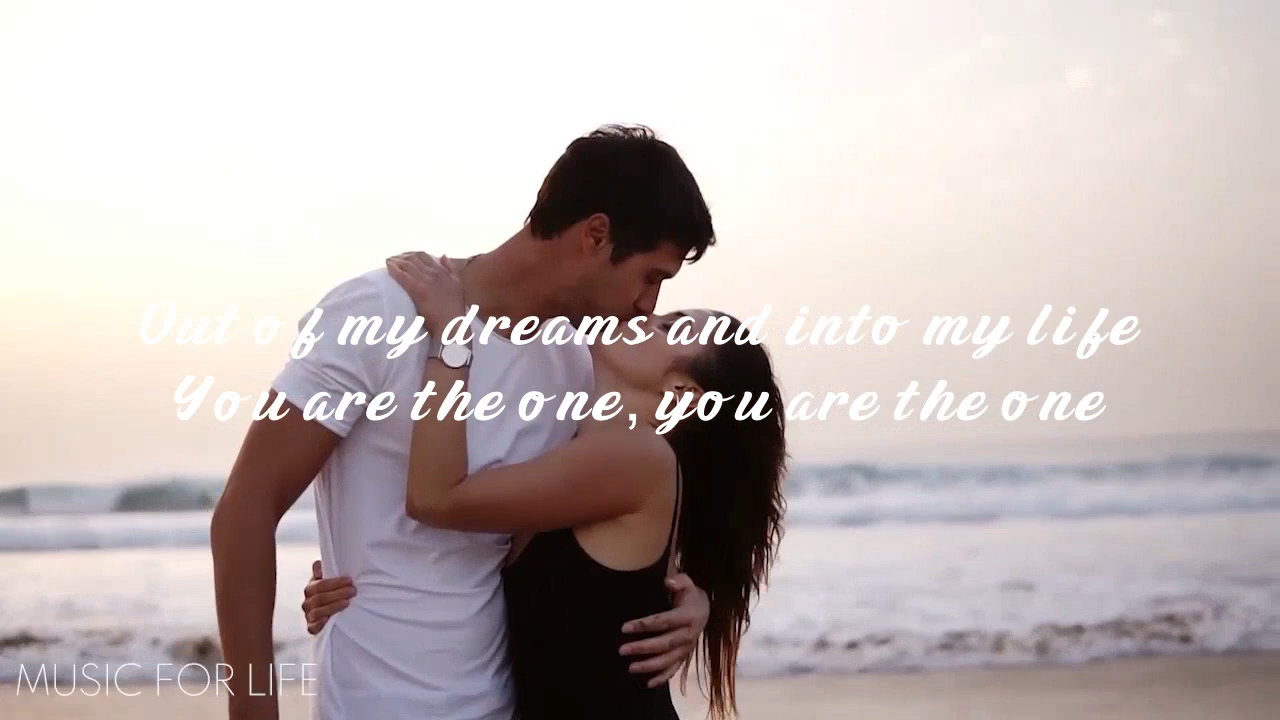 Out of my dreams and into my life
You are the one, you are the one
MUSIC FOR LIFE